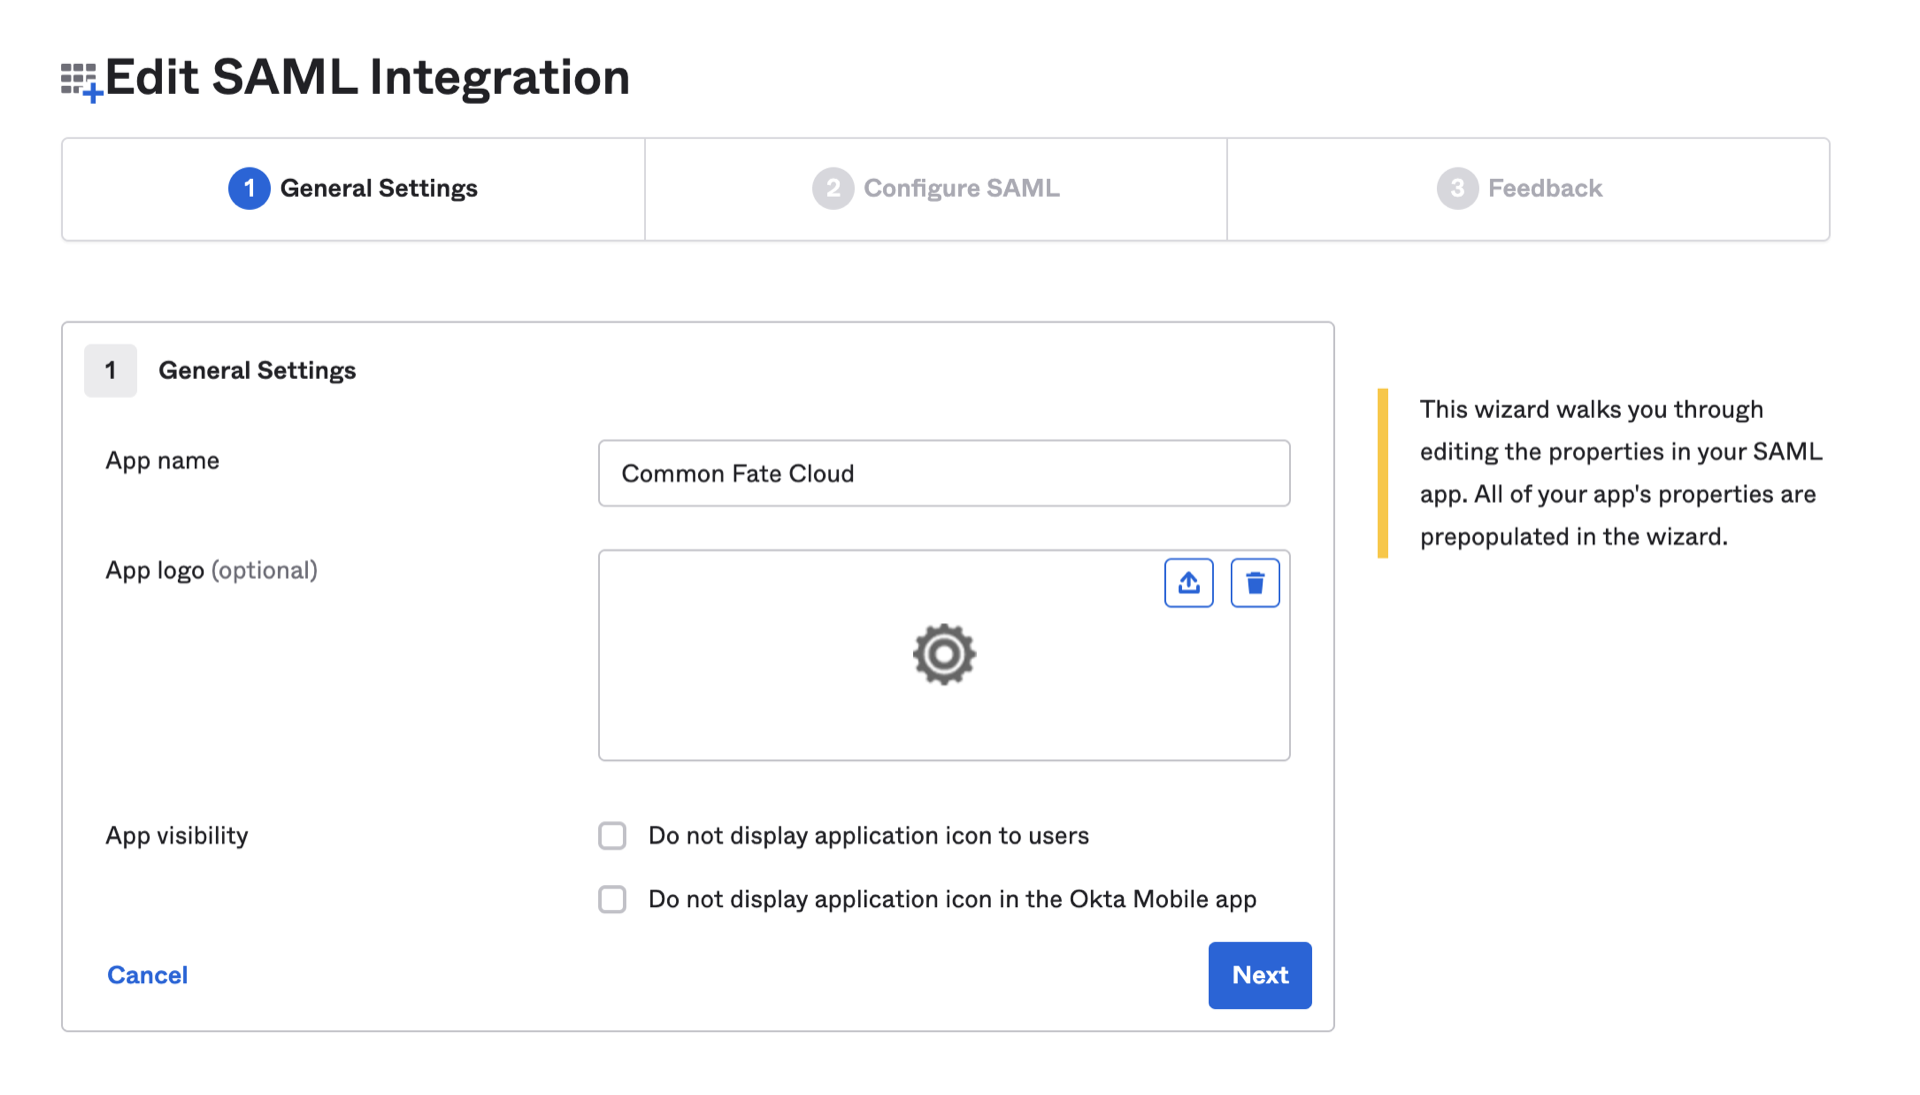 Edit SAML Integration
1 General Settings
2 Configure SAML
3 Feedback
1 General Settings
App name
Common Fate Cloud
App logo (optional)
App visibility
Do not display application icon to users
Do not display application icon in the Okta Mobile app
Cancel
Next
This wizard walks you through
editing the properties in your SAML
app. All of your app's properties are
prepopulated in the wizard.